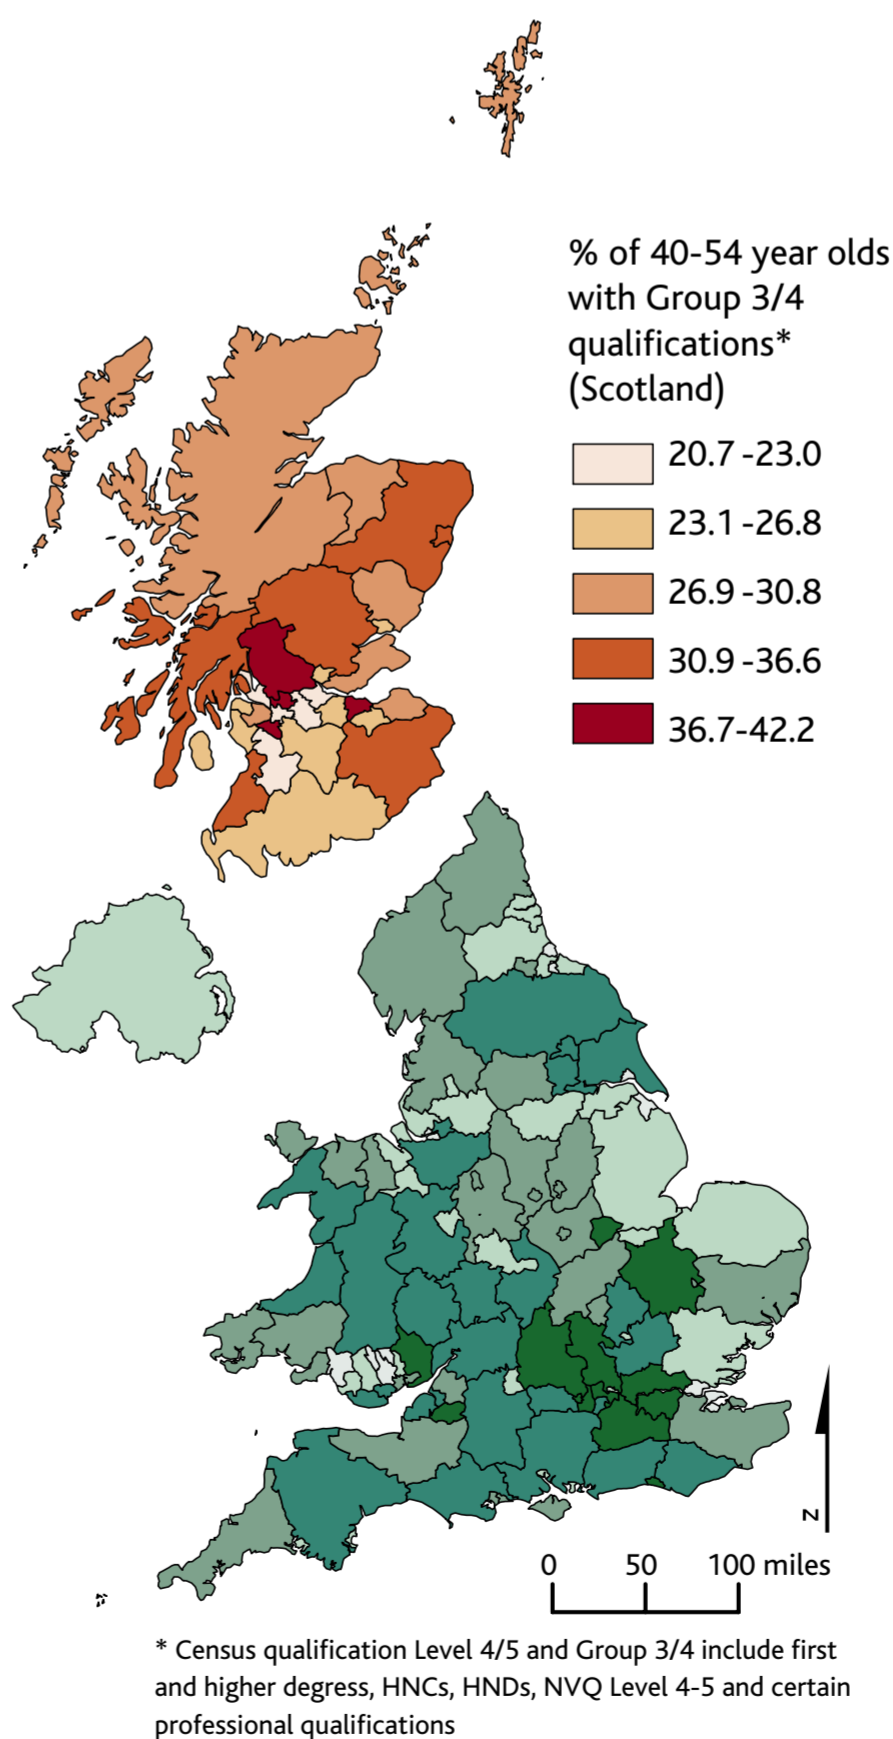 % of 40-54 year olds
with Group 3/4
qualifications*
(Scotland)
20.7 -23.0
23.1 -26.8
26.9 -30.8
30.9 -36.6
36.7-42.2
N
0 50 100 miles
* Census qualification Level 4/5 and Group 3/4 include first
and higher degress, HNCs, HNDs, NVQ Level 4-5 and certain
professional qualifications